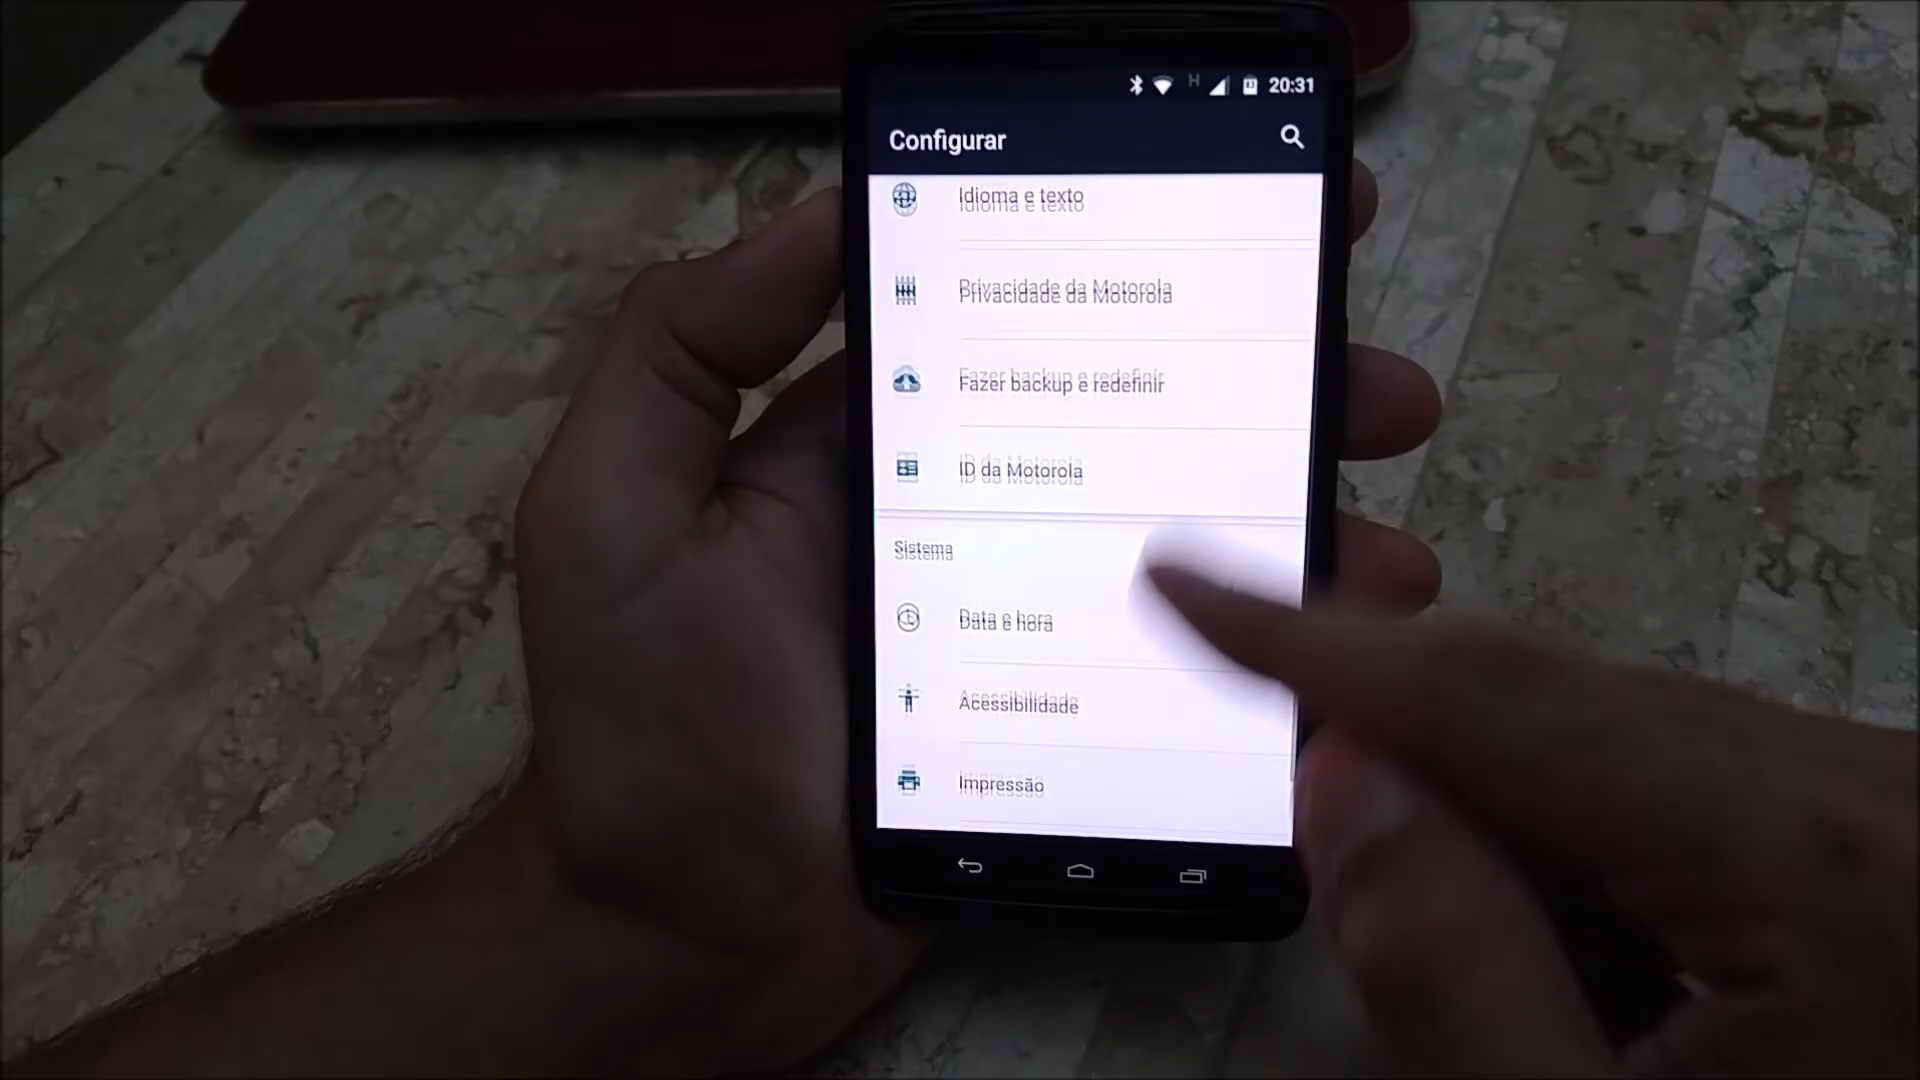 H 20:31
Configurar
Idioma e texto
Privacidade da Motorola
Fazer backup e redefinir
ID da Motorola
Sistema
Data e hora
Acessibilidade
Impressão